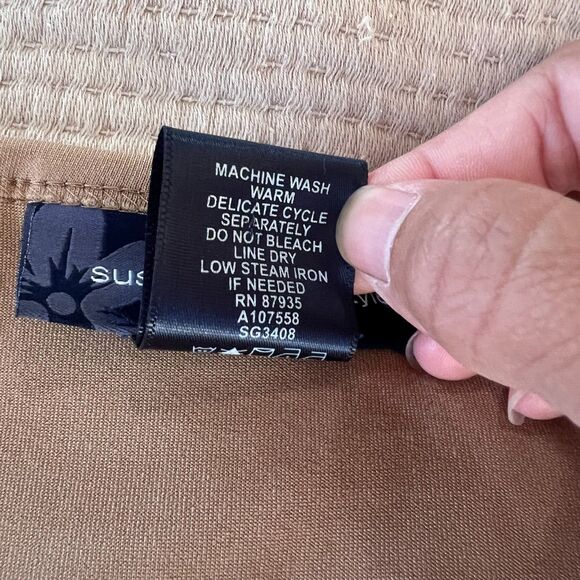 MACHINE WASH
WARM
DELICATE CYCLE
SEPARATELY
DO NOT BLEACH
LINE DRY
LOW STEAM IRON
IF NEEDED
RN 87935
A107558
SG3408
sus